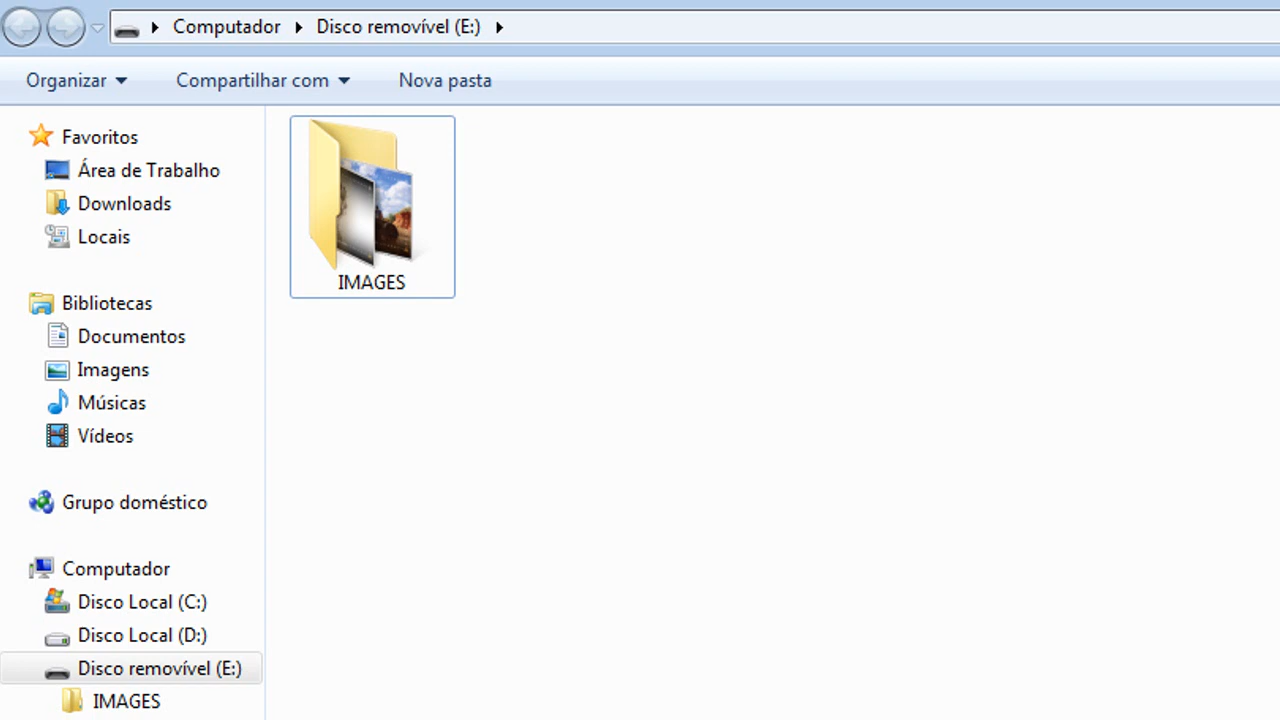 Computador Disco removível (E:)
Organizar Compartilhar com Nova pasta
Favoritos
Área de Trabalho
Downloads
Locais
Bibliotecas
Documentos
Imagens
Músicas
Vídeos
Grupo doméstico
Computador
Disco Local (C:)
Disco Local (D:)
Disco removível (E:)
IMAGES
IMAGES